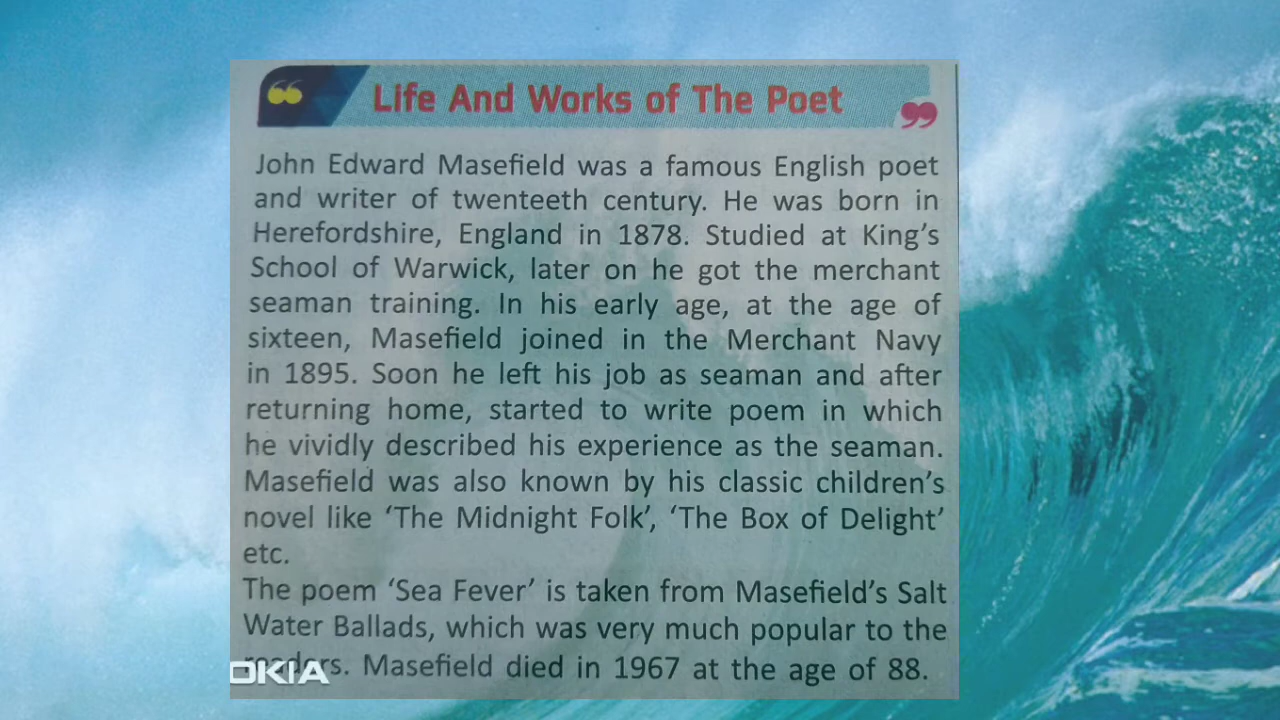 Life And Works of The Poet
John Edward Masefield was a famous English poet
and writer of twenteeth century. He was born in
Herefordshire, England in 1878. Studied at King's
School of Warwick, later on he got the merchant
seaman training. In his early age, at the age of
sixteen, Masefield joined in the Merchant Navy
in 1895. Soon he left his job as seaman and after
returning home, started to write poem in which
he vividly described his experience as the seaman.
Masefield was also known by his classic children's
novel like ‘The Midnight Folk’, ‘The Box of Delight’
etc.
The poem ‘Sea Fever’ is taken from Masefield's Salt
Water Ballads, which was very much popular to the
readers. Masefield died in 1967 at the age of 88.
OKIA